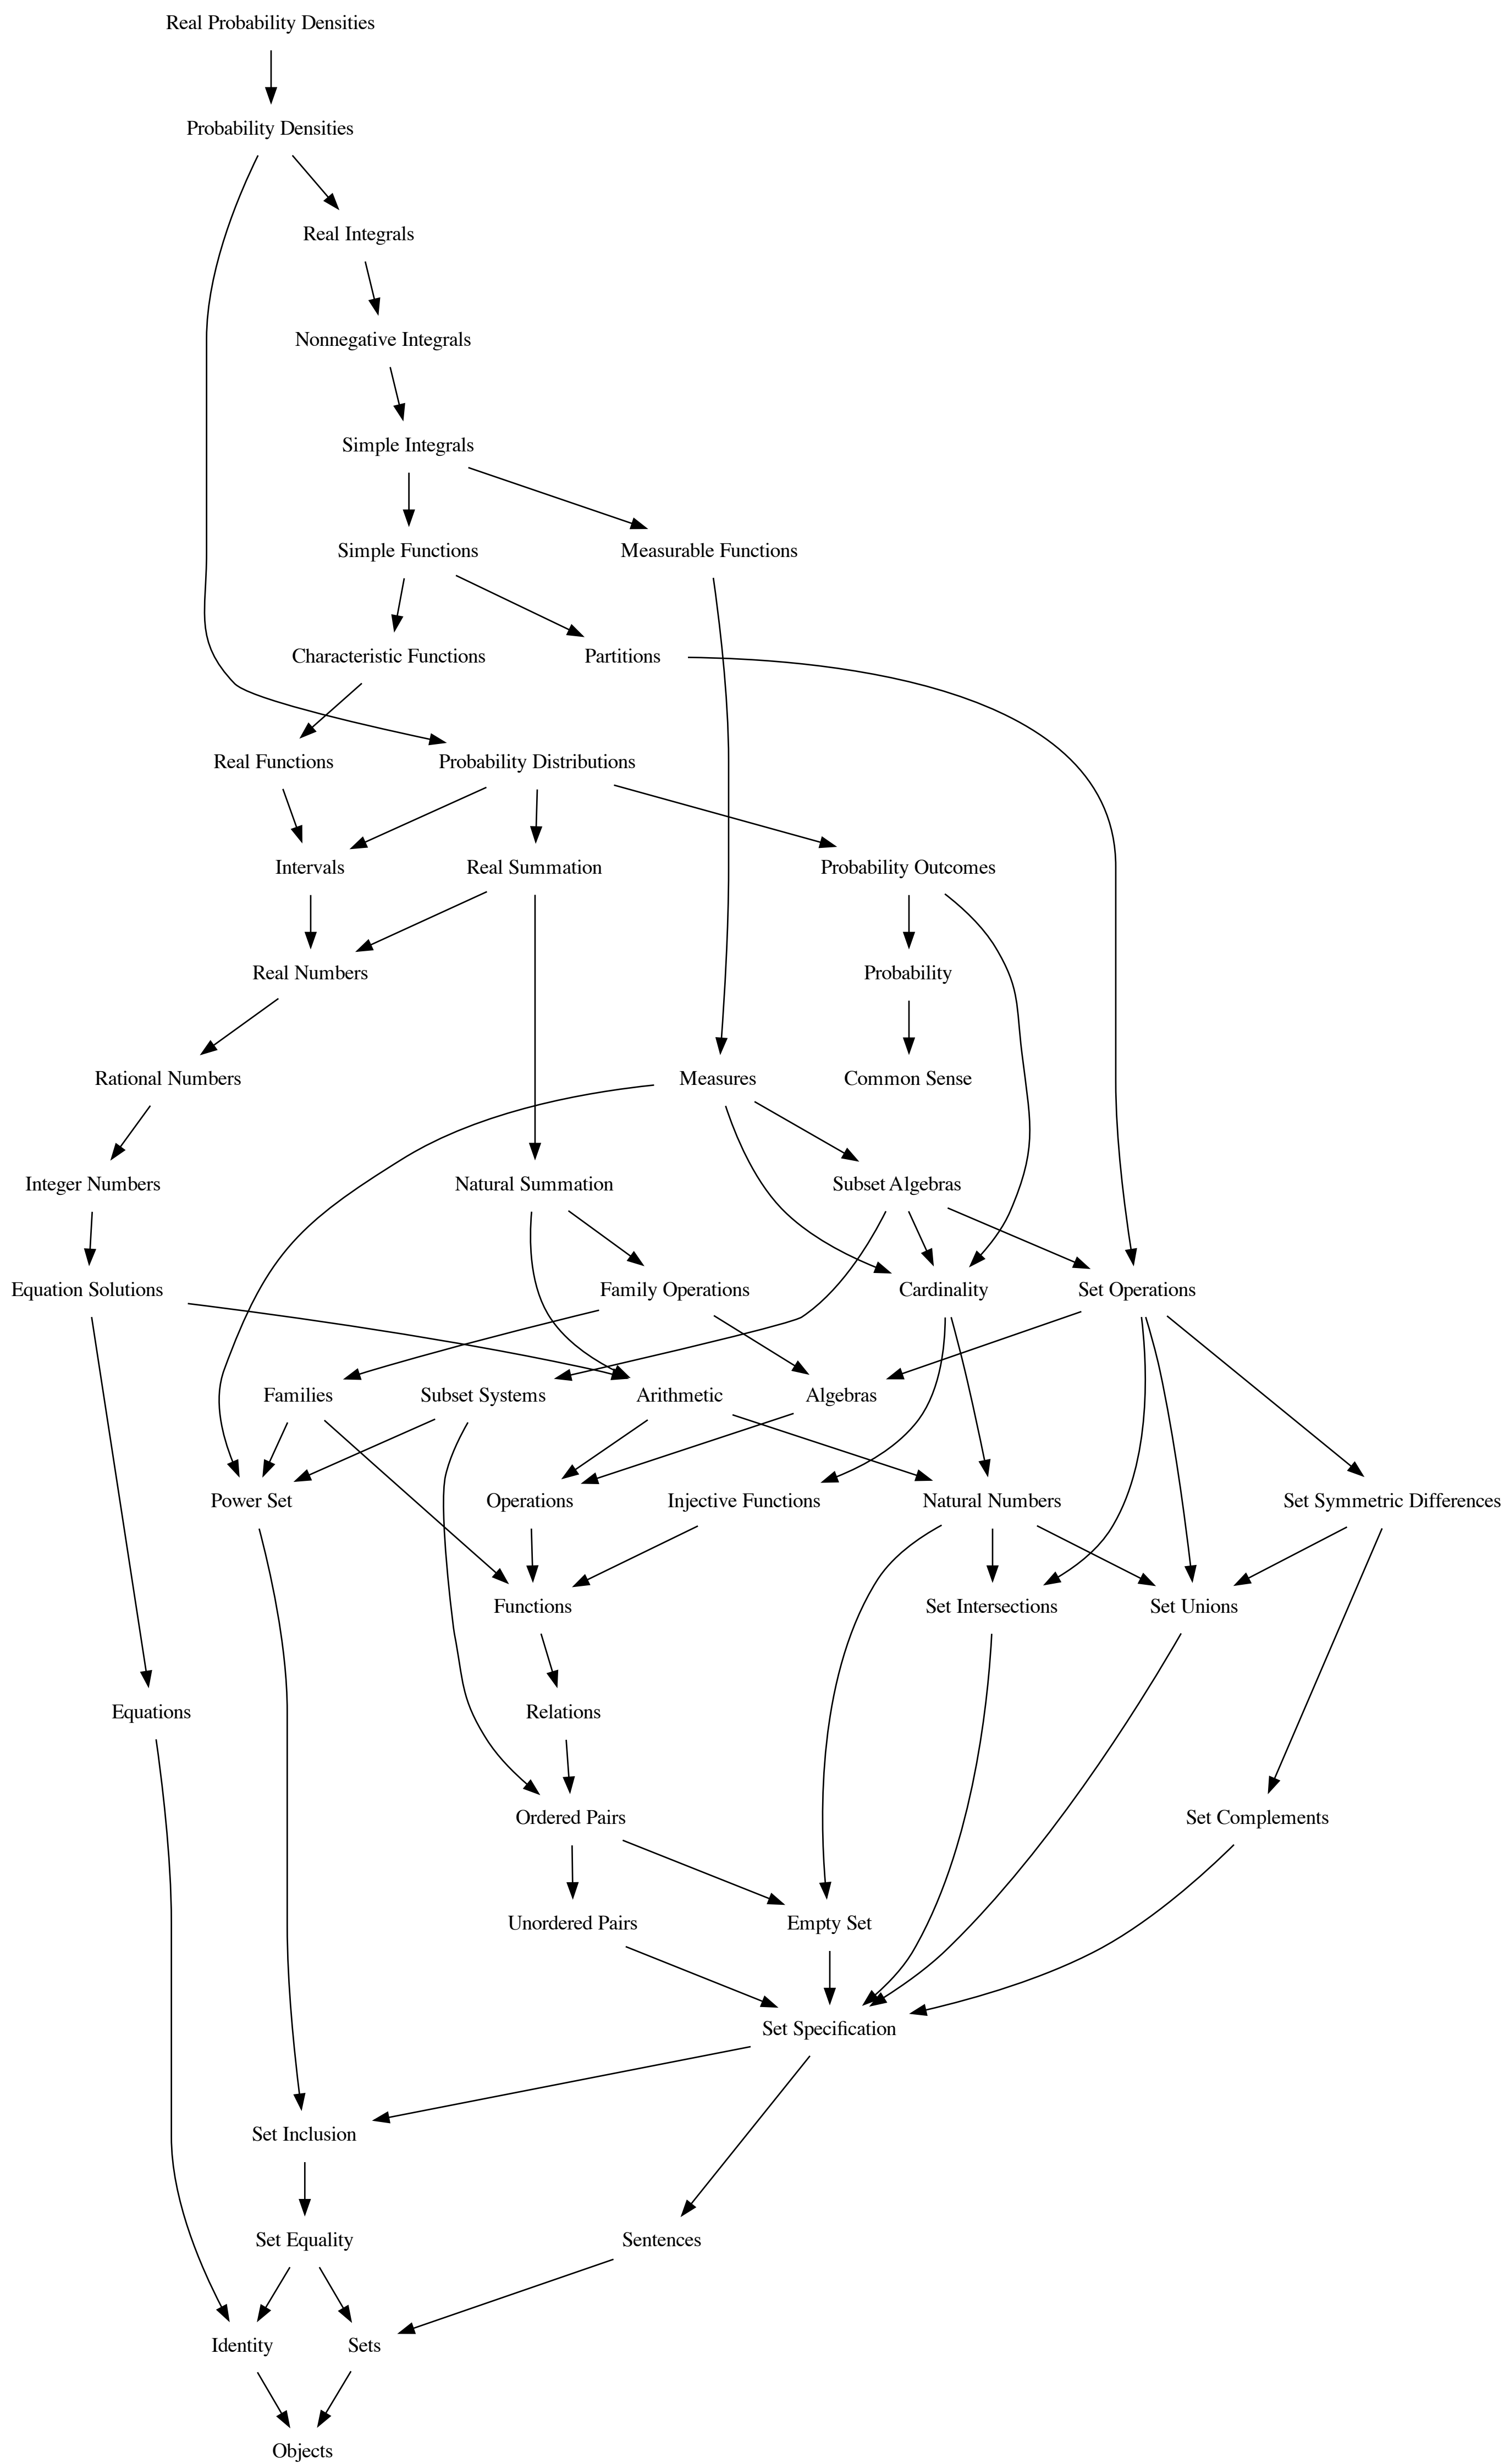 Real Probability Densities
Probability Densities
Real Integrals
Nonnegative Integrals
Simple Integrals
Simple Functions
Measurable Functions
Characteristic Functions
Partitions
Real Functions
Probability Distributions
Intervals
Real Summation
Probability Outcomes
Real Numbers
Probability
Rational Numbers
Measures
Common Sense
Integer Numbers
Natural Summation
Subset Algebras
Equation Solutions
Family Operations
Cardinality
Set Operations
Families
Subset Systems
Arithmetic
Algebras
Power Set
Operations
Injective Functions
Natural Numbers
Set Symmetric Differences
Functions
Set Intersections
Set Unions
Equations
Relations
Ordered Pairs
Set Complements
Unordered Pairs
Empty Set
Set Specification
Set Inclusion
Set Equality
Sentences
Identity
Sets
Objects